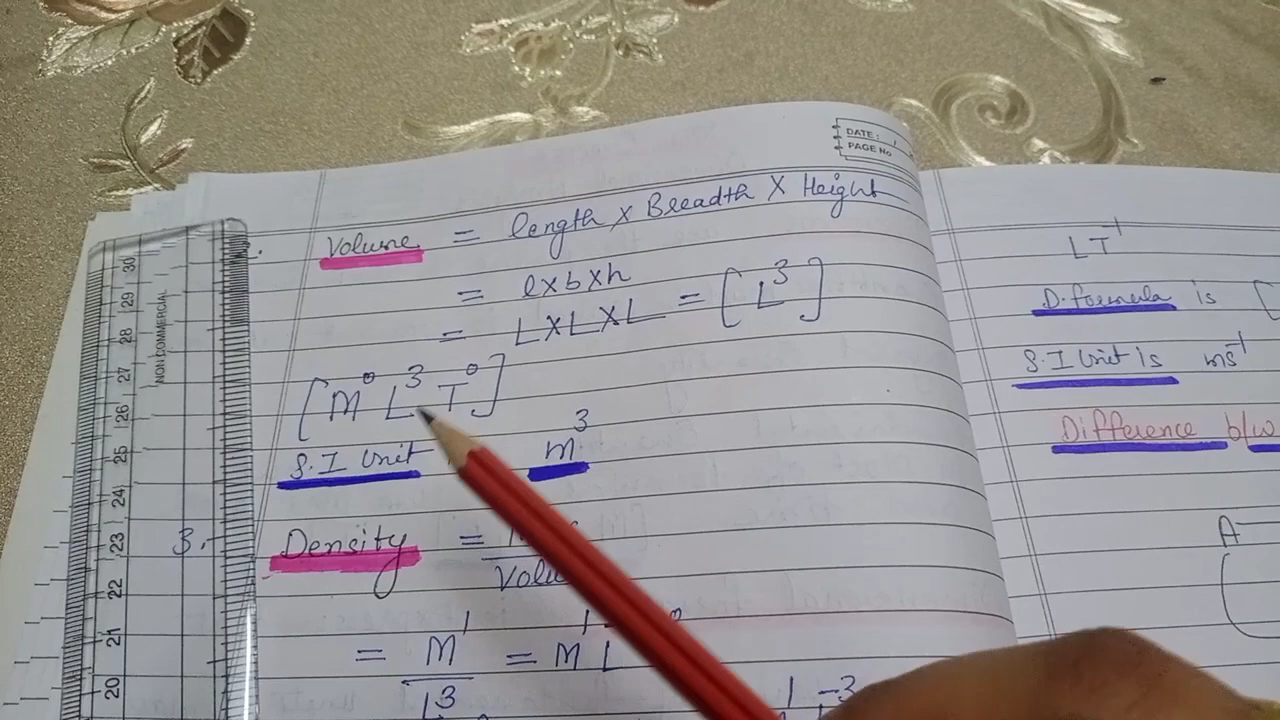 DATE :
PAGE No
Volume = length × Breadth × Height
= l×b×h
= L×L×L = [L³]
[M⁰ L³ T⁰]
S.I Unit m³
3. Density =
= M¹/L³ = M¹ L
LT⁻¹
D.formula is [
S.I Unit is ms⁻¹
Difference b/w
A
NON COMMERCIAL
30
29
28
27
26
25
24
23
22
21
20